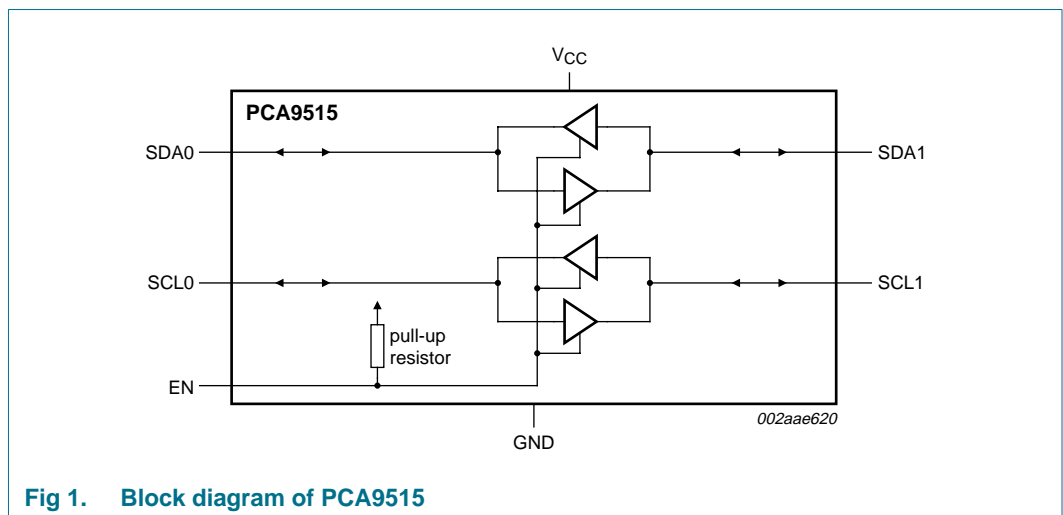 VCC
PCA9515
SDA0
SDA1
SCL0
SCL1
pull-up
resistor
EN
002aae620
GND
Fig 1. Block diagram of PCA9515